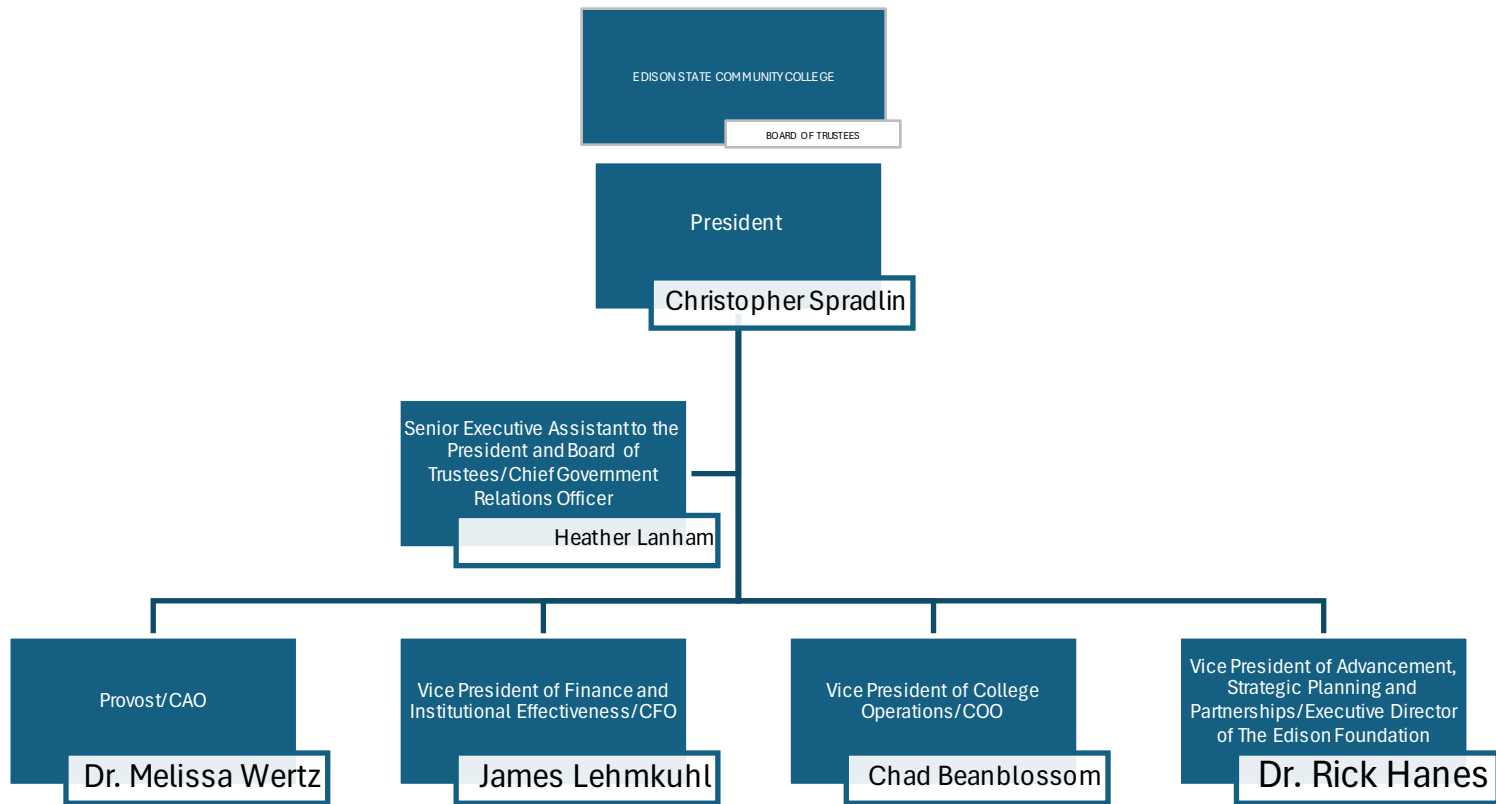 EDISON STATE COMMUNITY COLLEGE
BOARD OF TRUSTEES
President
Christopher Spradlin
Senior Executive Assistant to the
President and Board of
Trustees/Chief Government
Relations Officer
Heather Lanham
Provost/CAO
Dr. Melissa Wertz
Vice President of Finance and
Institutional Effectiveness/CFO
James Lehmkuhl
Vice President of College
Operations/COO
Chad Beanblossom
Vice President of Advancement,
Strategic Planning and
Partnerships/Executive Director
of The Edison Foundation
Dr. Rick Hanes